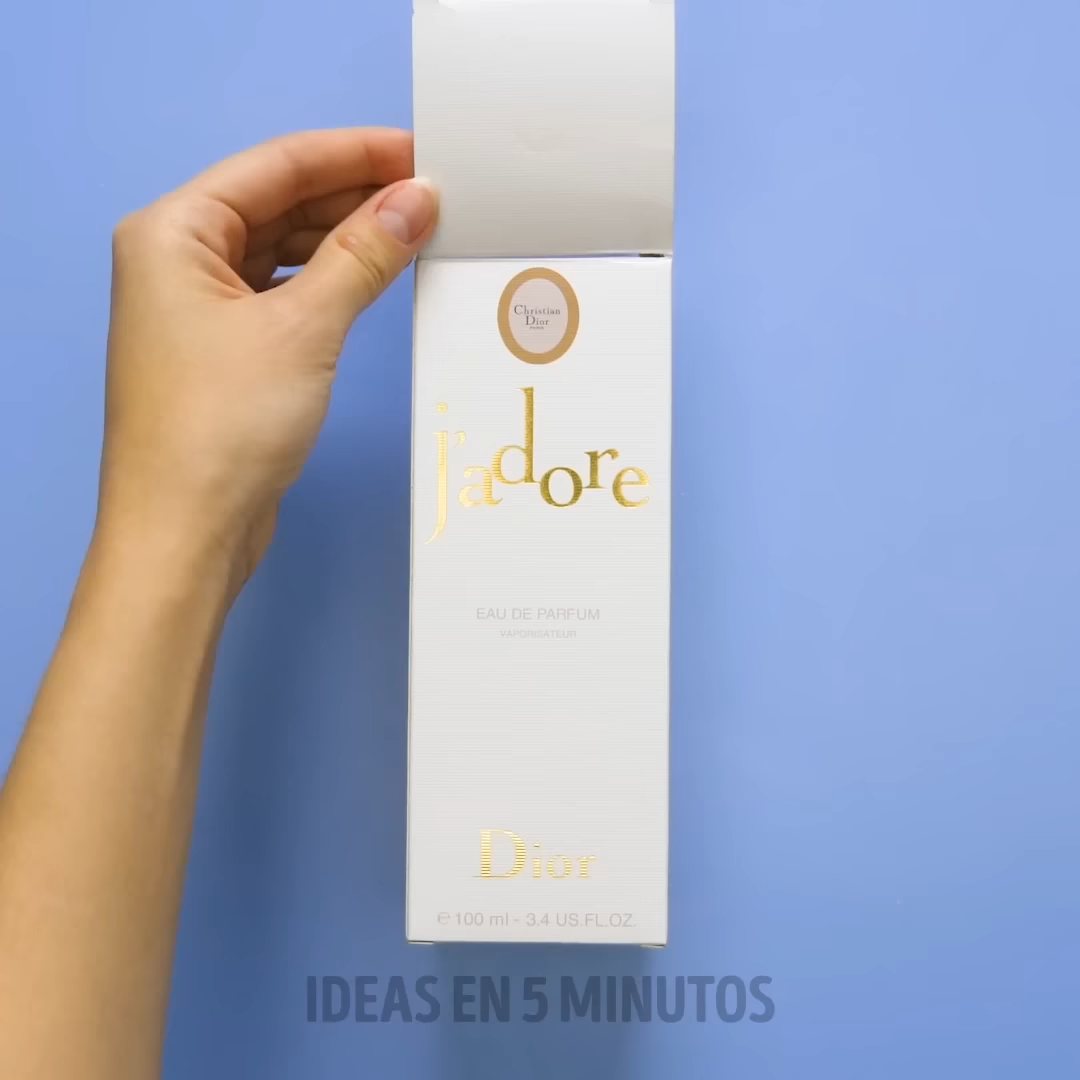 Christian
Dior
PARIS
j'adore
EAU DE PARFUM
VAPORISATEUR
Dior
℮ 100 ml - 3.4 US.FL.OZ.
IDEAS EN 5 MINUTOS